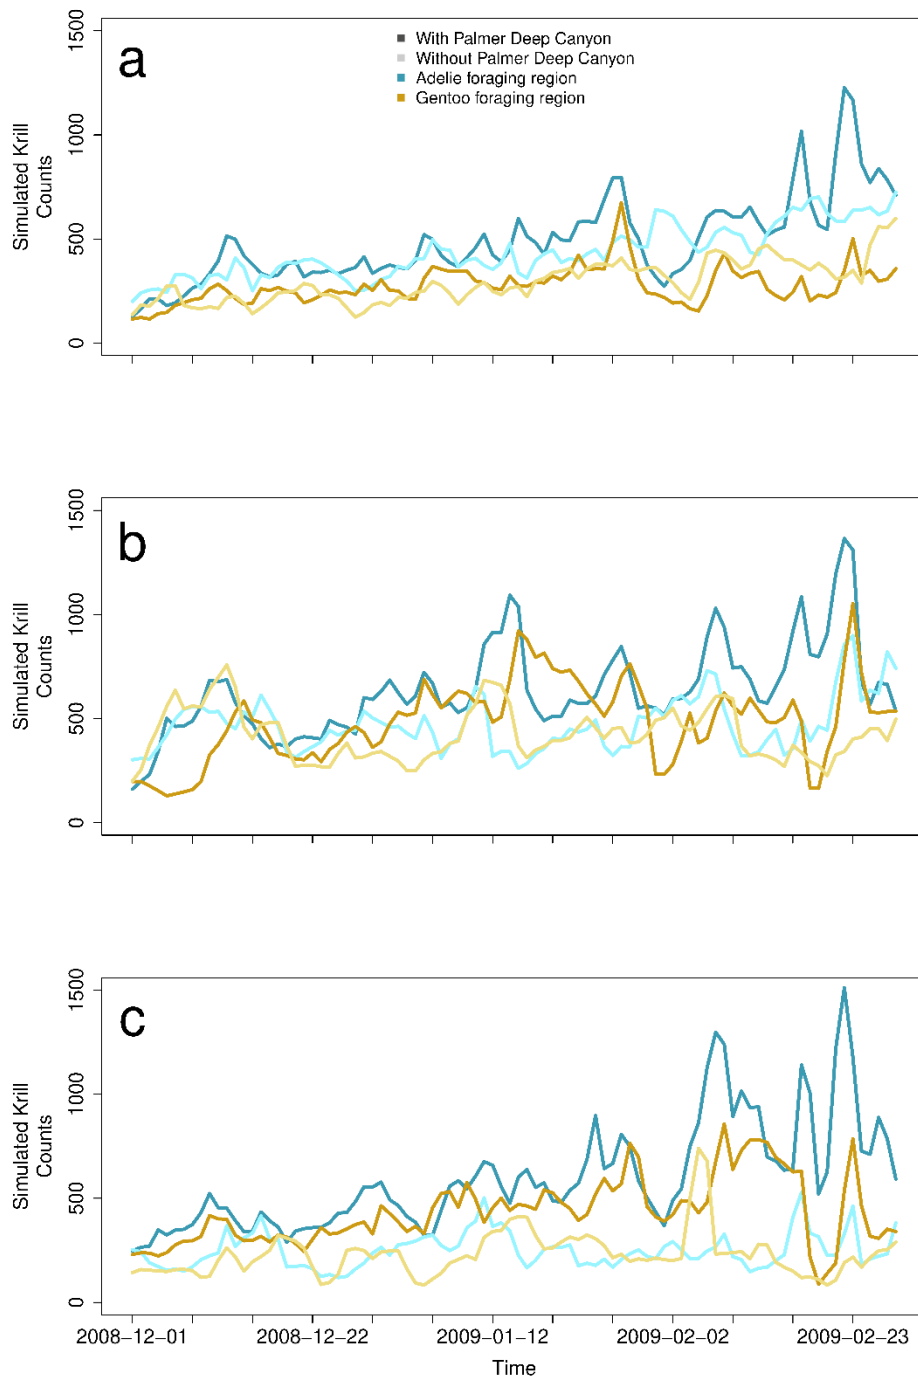 a
With Palmer Deep Canyon
Without Palmer Deep Canyon
Adelie foraging region
Gentoo foraging region
Simulated Krill
Counts
0
500
1000
1500
b
Simulated Krill
Counts
0
500
1000
1500
c
Simulated Krill
Counts
0
500
1000
1500
2008−12−01
2008−12−22
2009−01−12
2009−02−02
2009−02−23
Time